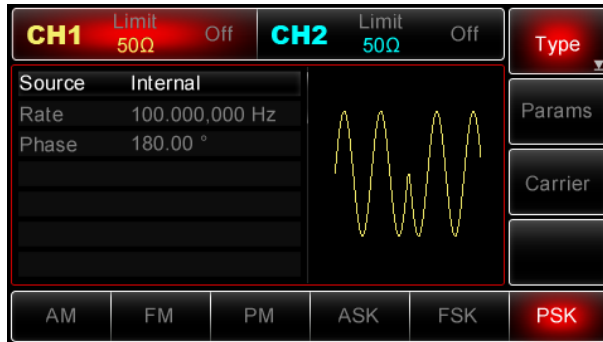 CH1 Limit 50Ω Off CH2 Limit 50Ω Off Type
Source Internal
Rate 100.000,000 Hz
Phase 180.00 °
Params
Carrier
AM FM PM ASK FSK PSK